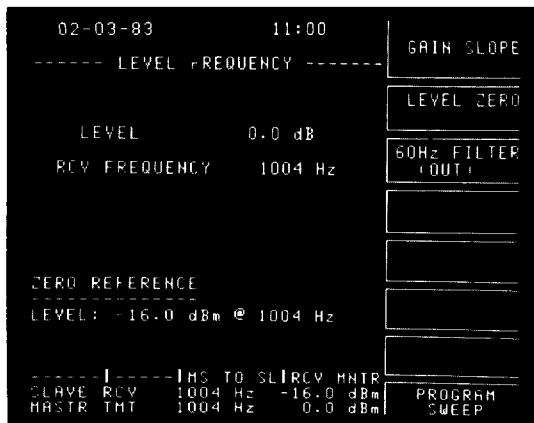 02-03-83 11:00
------ LEVEL FREQUENCY -------
LEVEL 0.0 dB
RCV FREQUENCY 1004 Hz
ZERO REFERENCE
LEVEL: -16.0 dBm @ 1004 Hz
------|-----|MS TO SL|RCV MNTR
SLAVE RCV 1004 Hz -16.0 dBm
MASTR TMT 1004 Hz 0.0 dBm
GAIN SLOPE
LEVEL ZERO
60Hz FILTER
(OUT)
PROGRAM
SWEEP